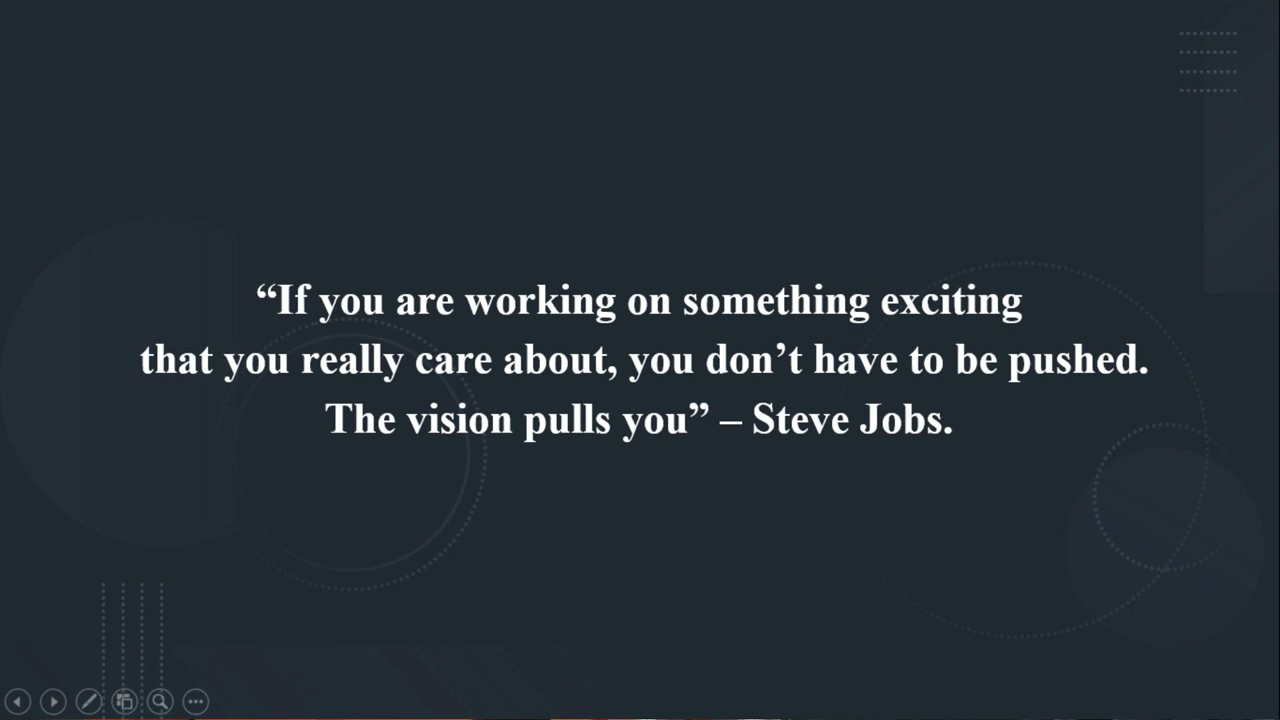 “If you are working on something exciting
that you really care about, you don’t have to be pushed.
The vision pulls you” – Steve Jobs.